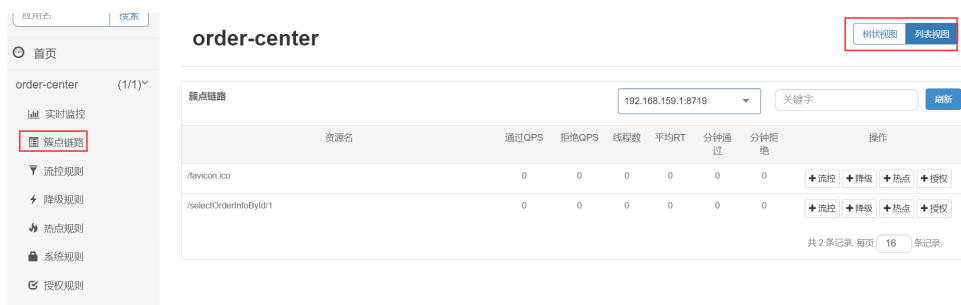 应用名 搜索
首页
order-center (1/1)
实时监控
簇点链路
流控规则
降级规则
热点规则
系统规则
授权规则
order-center
树状视图 列表视图
簇点链路 192.168.159.1:8719 关键字 刷新
资源名 通过QPS 拒绝QPS 线程数 平均RT 分钟通过 分钟拒绝 操作
/favicon.ico 0 0 0 0 0 0 +流控 +降级 +热点 +授权
/selectOrderInfoById/1 0 0 0 0 0 0 +流控 +降级 +热点 +授权
共 2 条记录, 每页 16 条记录